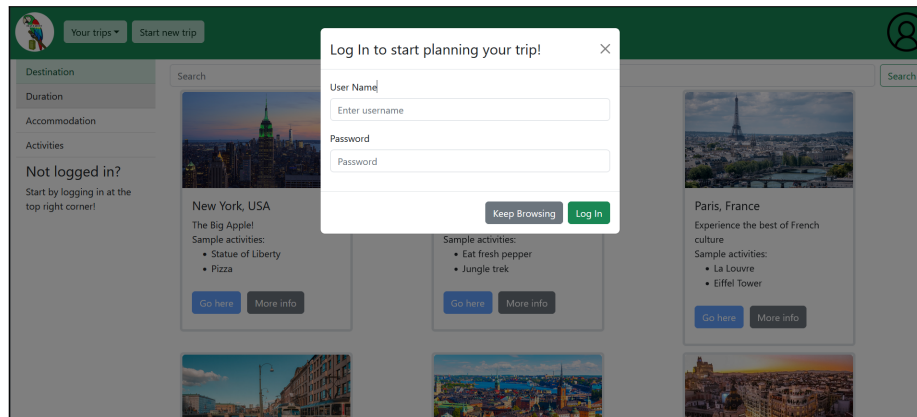 Your trips
Start new trip
Log In to start planning your trip!
User Name
Enter username
Password
Password
Keep Browsing
Log In
Destination
Duration
Accommodation
Activities
Not logged in?
Start by logging in at the
top right corner!
Search
Search
New York, USA
The Big Apple!
Sample activities:
• Statue of Liberty
• Pizza
Go here
More info
Sample activities:
• Eat fresh pepper
• Jungle trek
Go here
More info
Paris, France
Experience the best of French
culture
Sample activities:
• La Louvre
• Eiffel Tower
Go here
More info